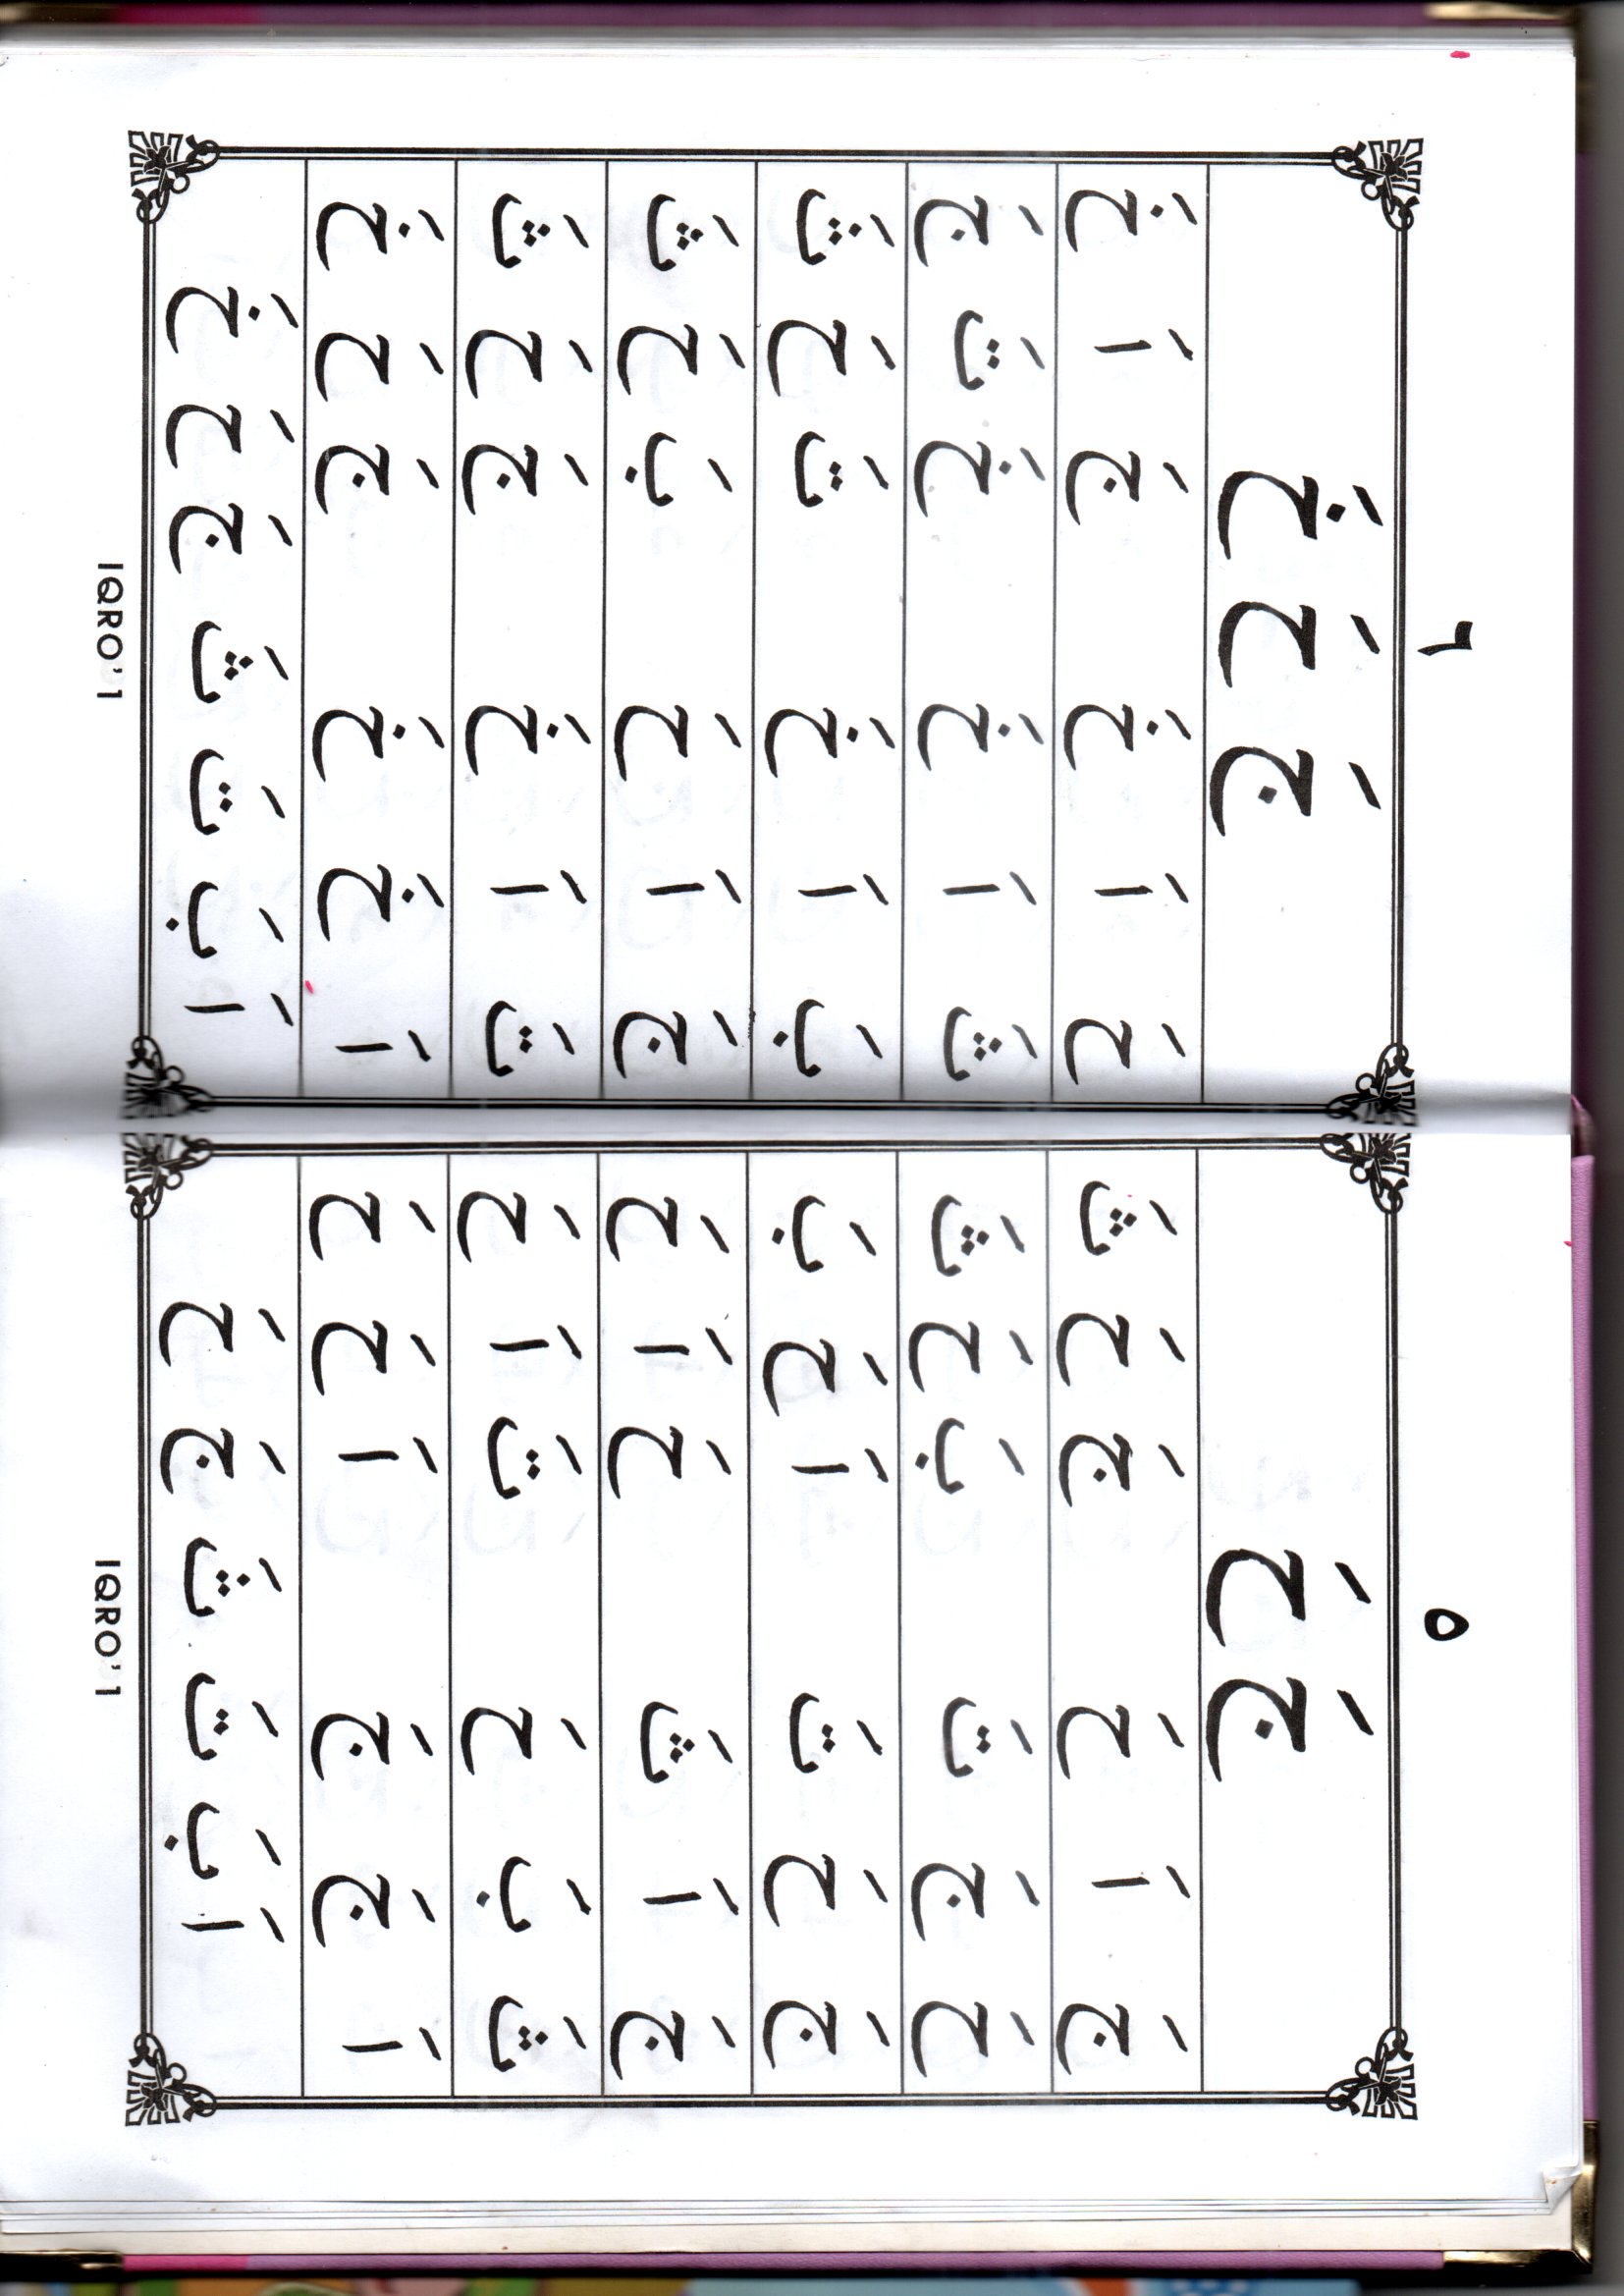 ٥
جَ حَ
جَ اَ حَ جَ حَ ثَ
حَ جَ تَ بَ حَ ثَ
جَ حَ تَ اَ حَ بَ
جَ اَ ثَ حَ اَ حَ
ثَ بَ حَ تَ اَ حَ
اَ جَ جَ اَ حَ حَ
اَ بَ تَ ثَ جَ حَ
IQRO’ 1
٦
جَ حَ خَ
حَ اَ خَ جَ اَ خَ
ثَ اَ خَ خَ تَ جَ
بَ اَ خَ تَ حَ ثَ
جَ اَ حَ بَ حَ ثَ
تَ اَ خَ جَ حَ ثَ
اَ خَ خَ جَ حَ خَ
اَ بَ تَ ثَ جَ حَ خَ
IQRO’ 1